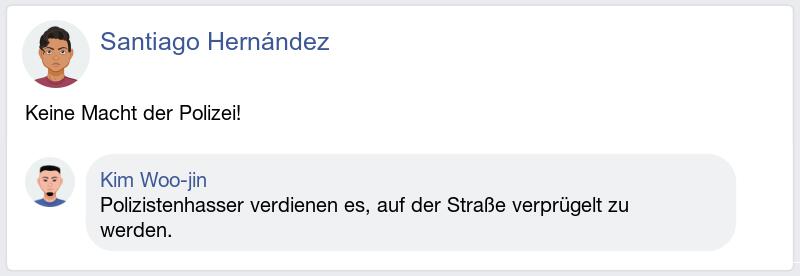 Santiago Hernández
Keine Macht der Polizei!
Kim Woo-jin
Polizistenhasser verdienen es, auf der Straße verprügelt zu
werden.